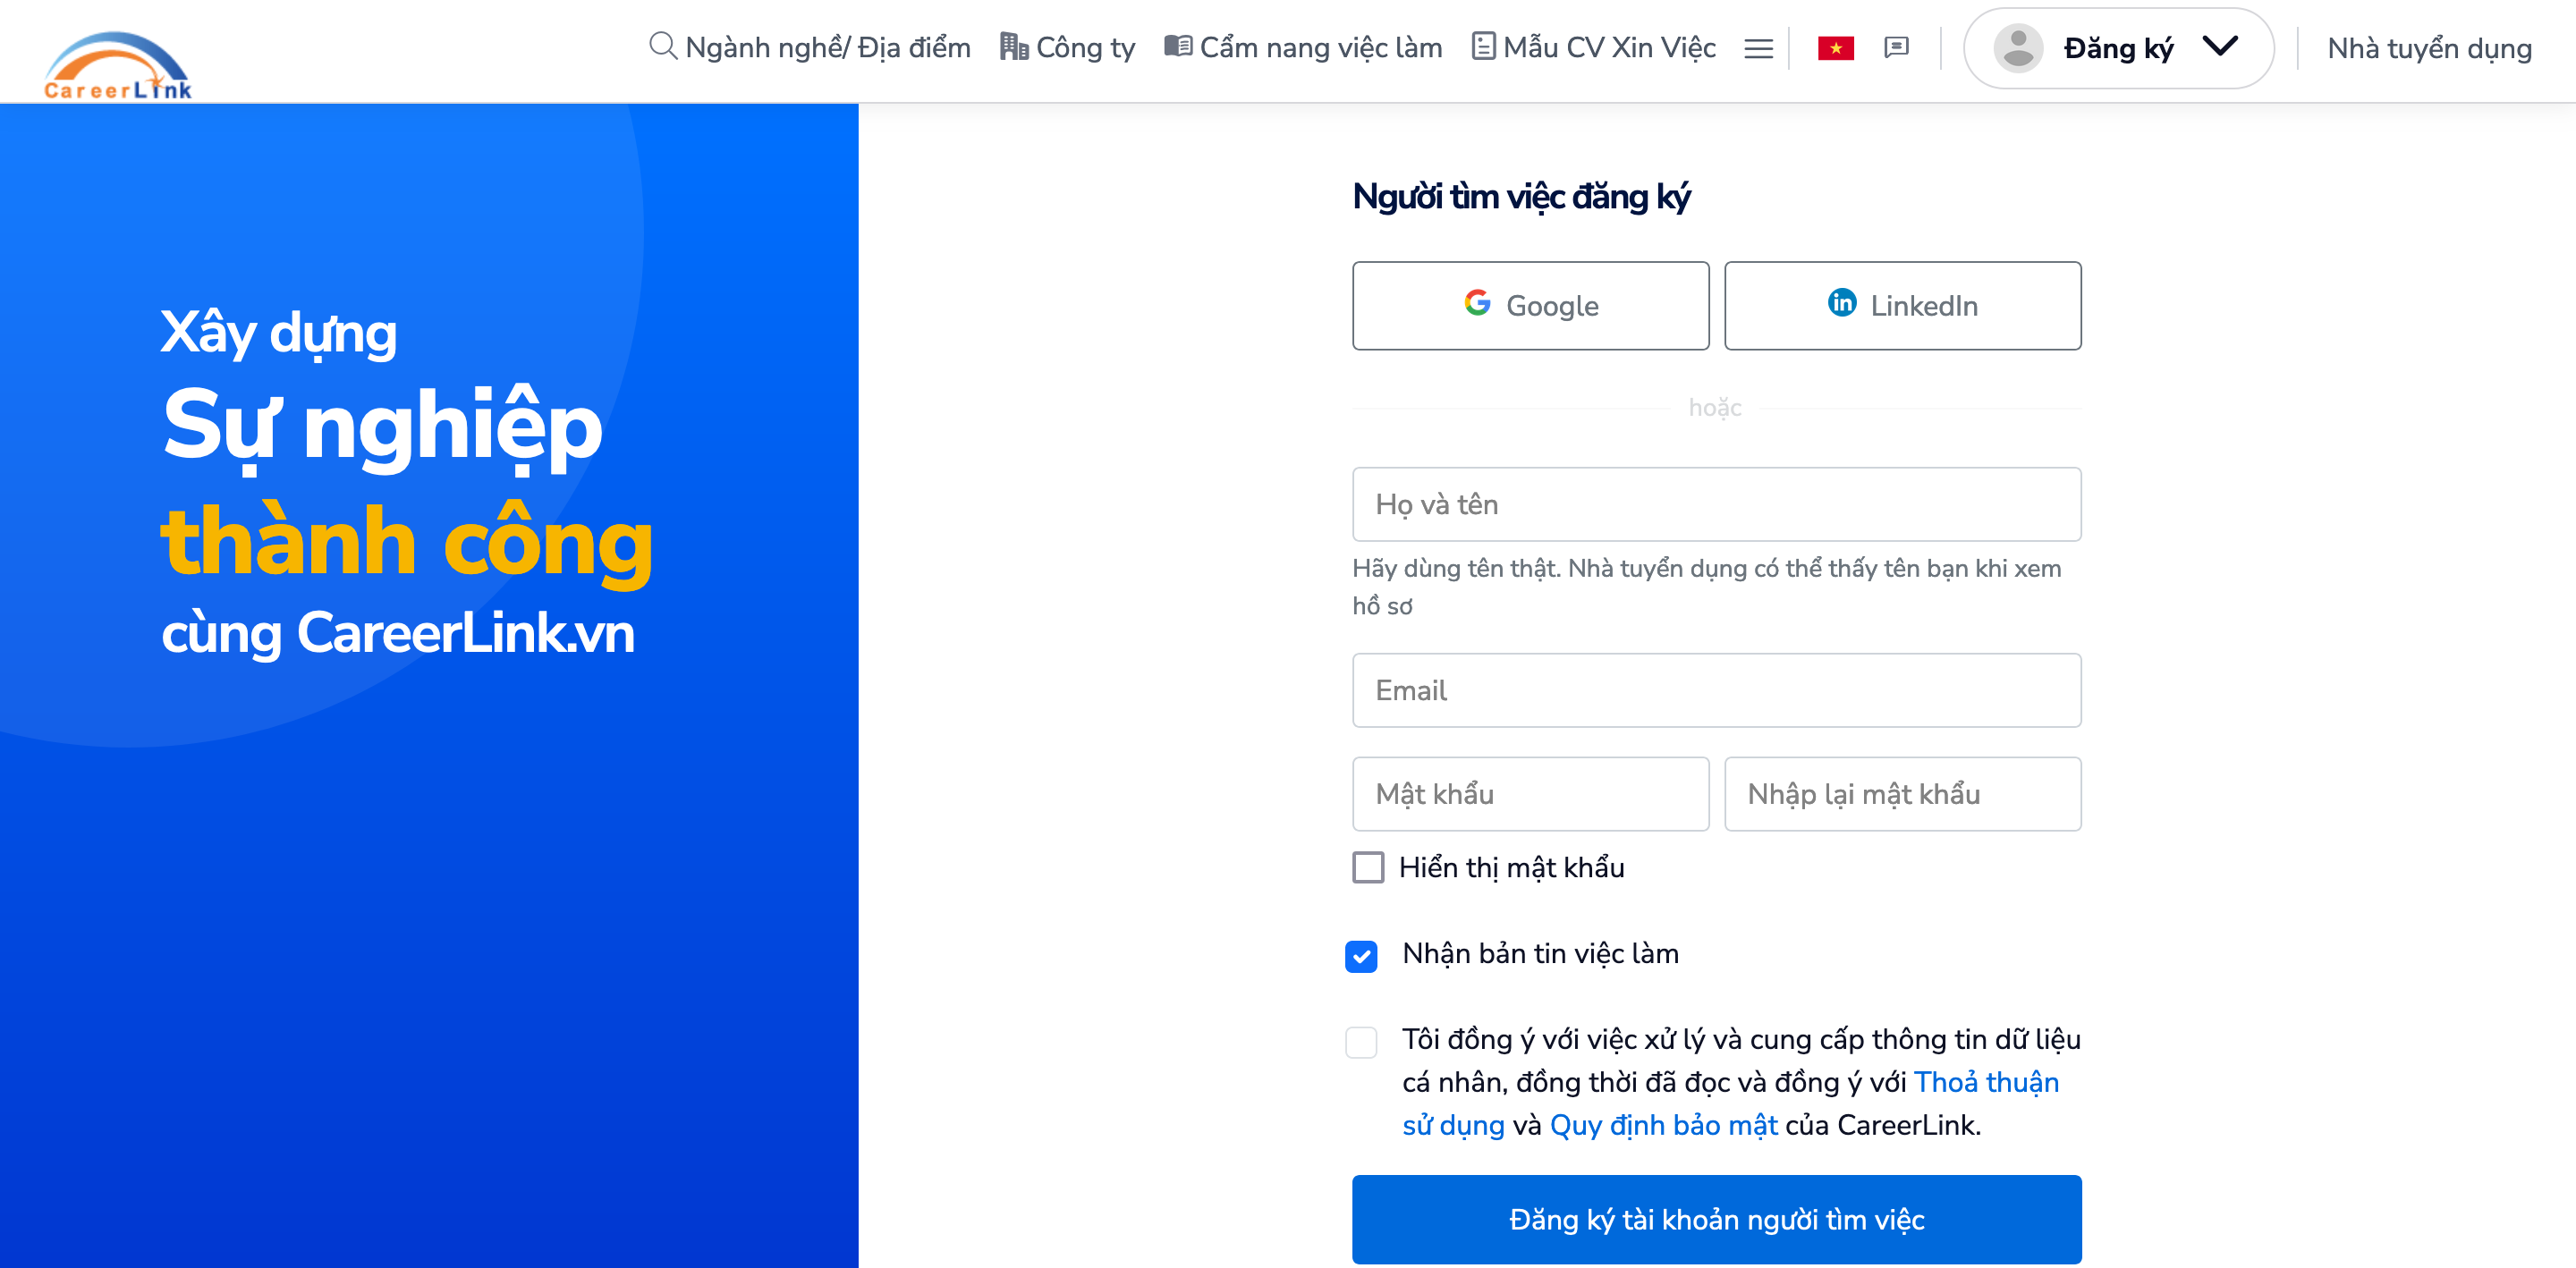 CareerLink
Ngành nghề/ Địa điểm
Công ty
Cẩm nang việc làm
Mẫu CV Xin Việc
Đăng ký
Nhà tuyển dụng
Xây dựng
Sự nghiệp
thành công
cùng CareerLink.vn
Người tìm việc đăng ký
Google
LinkedIn
hoặc
Họ và tên
Hãy dùng tên thật. Nhà tuyển dụng có thể thấy tên bạn khi xem
hồ sơ
Email
Mật khẩu
Nhập lại mật khẩu
Hiển thị mật khẩu
Nhận bản tin việc làm
Tôi đồng ý với việc xử lý và cung cấp thông tin dữ liệu
cá nhân, đồng thời đã đọc và đồng ý với Thoả thuận
sử dụng và Quy định bảo mật của CareerLink.
Đăng ký tài khoản người tìm việc